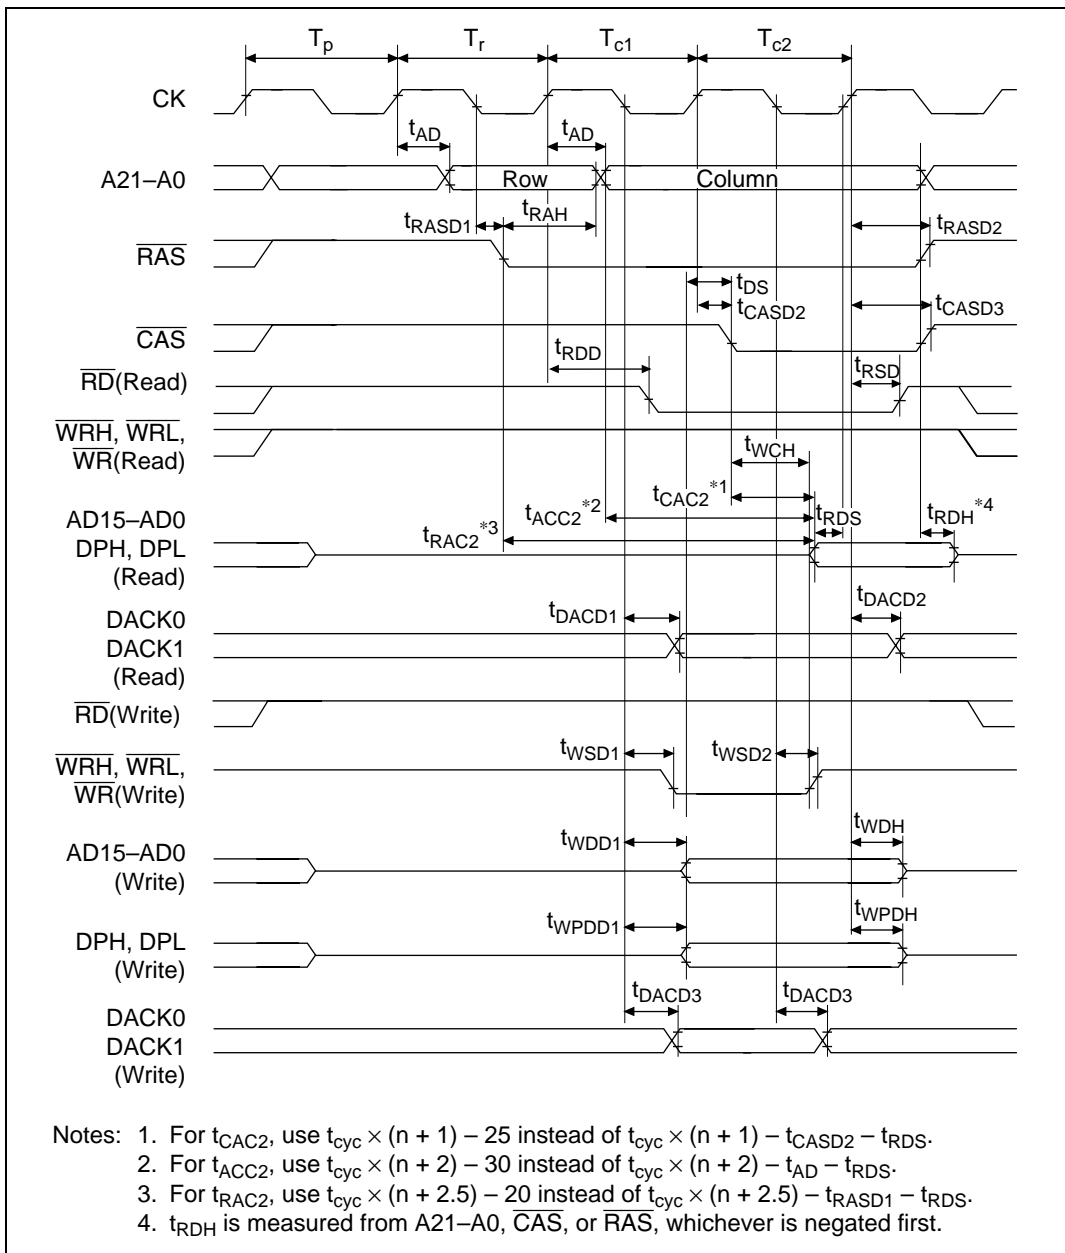 Tp Tr Tc1 Tc2
CK
tAD tAD
A21–A0 Row Column
tRASD1 tRAH tRASD2
RAS
tDS
tCASD2 tCASD3
CAS
tRDD tRSD
RD(Read)
WRH, WRL,
WR(Read)
tWCH
tCAC2*1
tACC2*2
tRAC2*3
tRDS tRDH*4
AD15–AD0
DPH, DPL
(Read)
tDACD1 tDACD2
DACK0
DACK1
(Read)
RD(Write)
tWSD1 tWSD2
WRH, WRL,
WR(Write)
tWDD1 tWDH
AD15–AD0
(Write)
tWPDD1 tWPDH
DPH, DPL
(Write)
tDACD3 tDACD3
DACK0
DACK1
(Write)
Notes: 1. For tCAC2, use tcyc × (n + 1) – 25 instead of tcyc × (n + 1) – tCASD2 – tRDS.
2. For tACC2, use tcyc × (n + 2) – 30 instead of tcyc × (n + 2) – tAD – tRDS.
3. For tRAC2, use tcyc × (n + 2.5) – 20 instead of tcyc × (n + 2.5) – tRASD1 – tRDS.
4. tRDH is measured from A21–A0, CAS, or RAS, whichever is negated first.